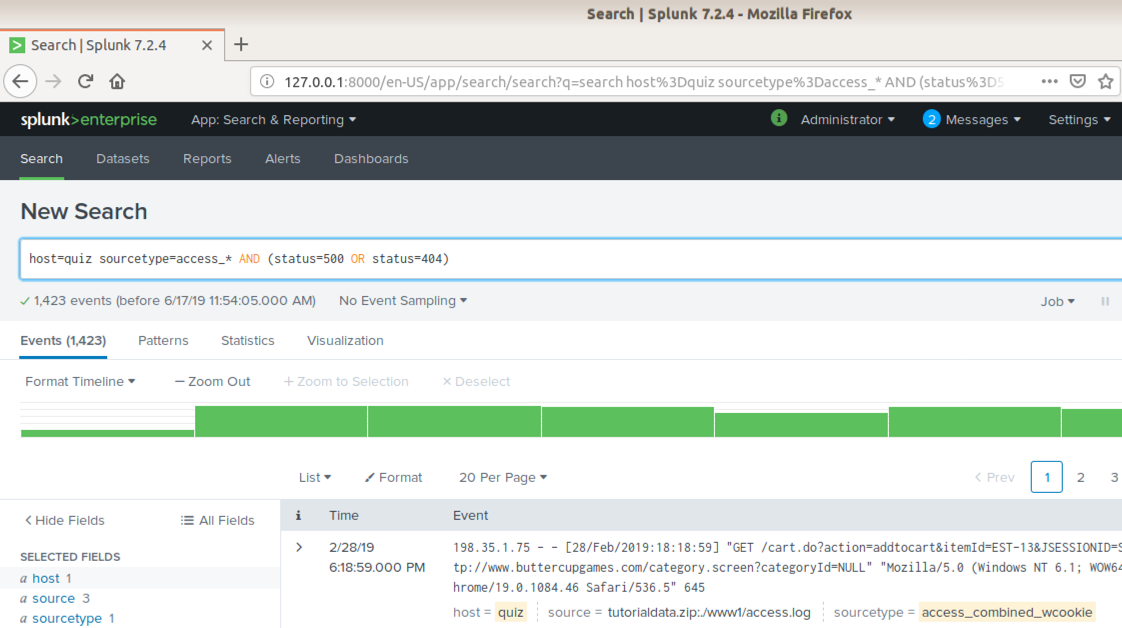 Search | Splunk 7.2.4 - Mozilla Firefox
Search | Splunk 7.2.4
127.0.0.1:8000/en-US/app/search/search?q=search host%3Dquiz sourcetype%3Daccess_* AND (status%3D5
splunk>enterprise App: Search & Reporting i Administrator 2 Messages Settings
Search Datasets Reports Alerts Dashboards
New Search
host=quiz sourcetype=access_* AND (status=500 OR status=404)
1,423 events (before 6/17/19 11:54:05.000 AM) No Event Sampling Job
Events (1,423) Patterns Statistics Visualization
Format Timeline — Zoom Out + Zoom to Selection × Deselect
List Format 20 Per Page < Prev 1 2 3
< Hide Fields All Fields i Time Event
SELECTED FIELDS
a host 1
a source 3
a sourcetype 1
> 2/28/19
6:18:59.000 PM
198.35.1.75 - - [28/Feb/2019:18:18:59] "GET /cart.do?action=addtocart&itemId=EST-13&JSESSIONID=S
tp://www.buttercupgames.com/category.screen?categoryId=NULL" "Mozilla/5.0 (Windows NT 6.1; WOW64
hrome/19.0.1084.46 Safari/536.5" 645
host = quiz source = tutorialdata.zip:/www1/access.log sourcetype = access_combined_wcookie